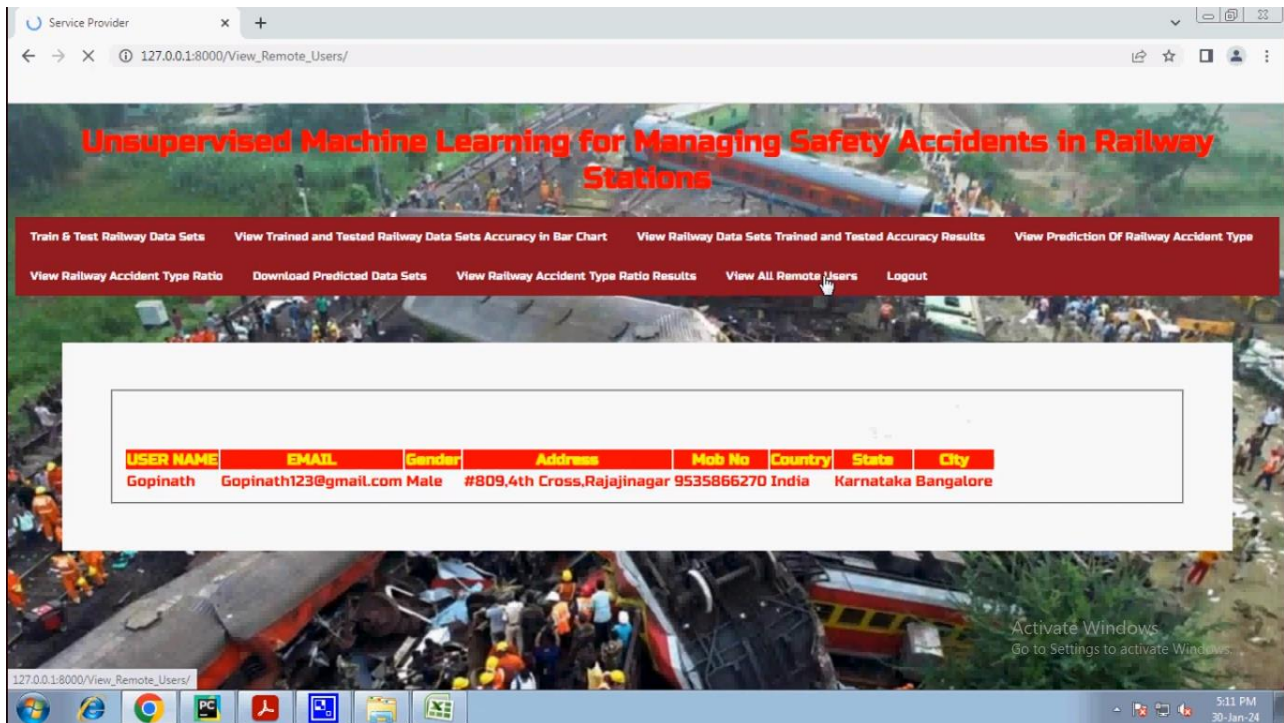 Service Provider
127.0.0.1:8000/View_Remote_Users/
Unsupervised Machine Learning for Managing Safety Accidents in Railway
Stations
Train & Test Railway Data Sets View Trained and Tested Railway Data Sets Accuracy in Bar Chart View Railway Data Sets Trained and Tested Accuracy Results View Prediction Of Railway Accident Type
View Railway Accident Type Ratio Download Predicted Data Sets View Railway Accident Type Ratio Results View All Remote Users Logout
USER NAME EMAIL Gender Address Mob No Country State City
Gopinath Gopinath123@gmail.com Male #809,4th Cross,Rajajinagar 9535866270 India Karnataka Bangalore
Activate Windows
Go to Settings to activate Windows.
127.0.0.1:8000/View_Remote_Users/
PC
5:11 PM
30-Jan-24